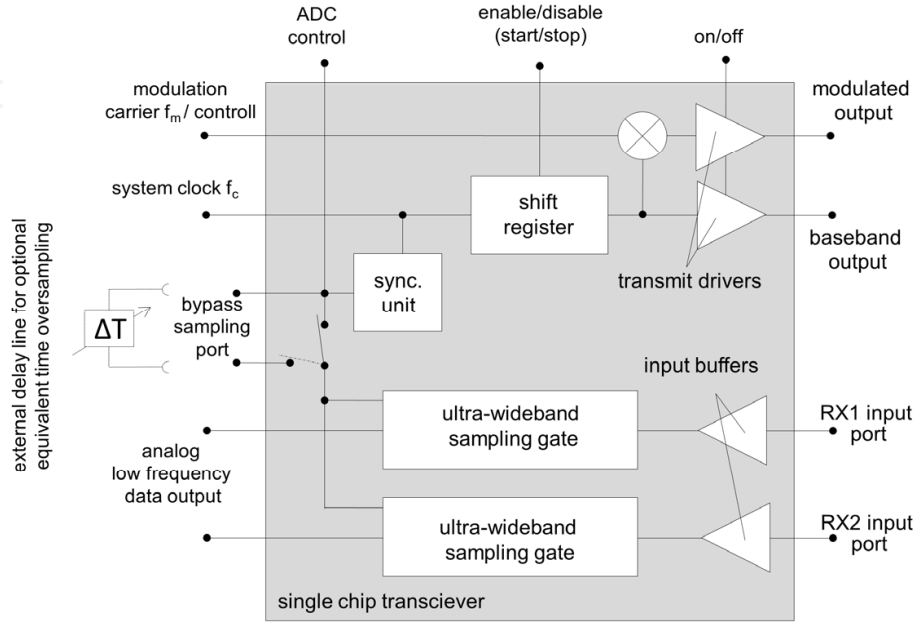 ADC
control
enable/disable
(start/stop)
on/off
modulation
carrier fm / controll
modulated
output
system clock fc
shift
register
baseband
output
transmit drivers
sync.
unit
external delay line for optional
equivalent time oversampling
ΔT
bypass
sampling
port
input buffers
ultra-wideband
sampling gate
RX1 input
port
analog
low frequency
data output
ultra-wideband
sampling gate
RX2 input
port
single chip transciever